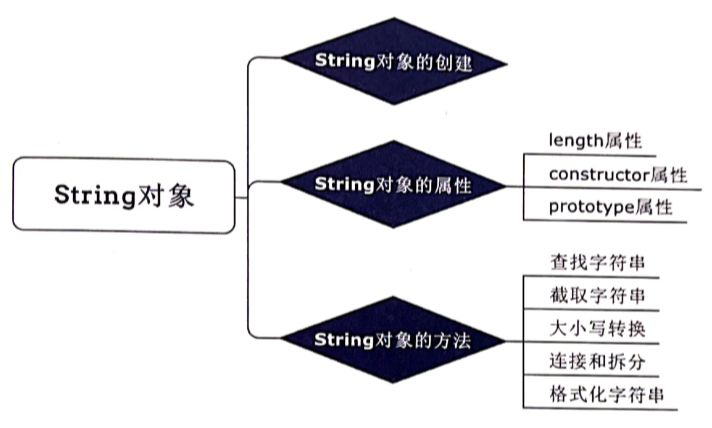 String对象
String对象的创建
String对象的属性
length属性
constructor属性
prototype属性
String对象的方法
查找字符串
截取字符串
大小写转换
连接和拆分
格式化字符串